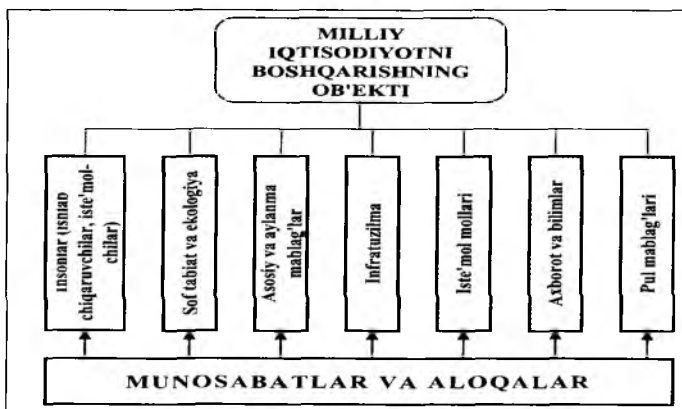 MILLIY
IQTISODIYOTNI
BOSHQARISHNING
OB'EKTI
chiqaruvchilar, iste'mol-
chilar)
Sof tabiat va ekologiya
Asosiy va aylanma
mablag'lar
Infratuzilma
Iste'mol mollari
Axborot va bilimlar
Pul mablag'lari
MUNOSABATLAR VA ALOQALAR